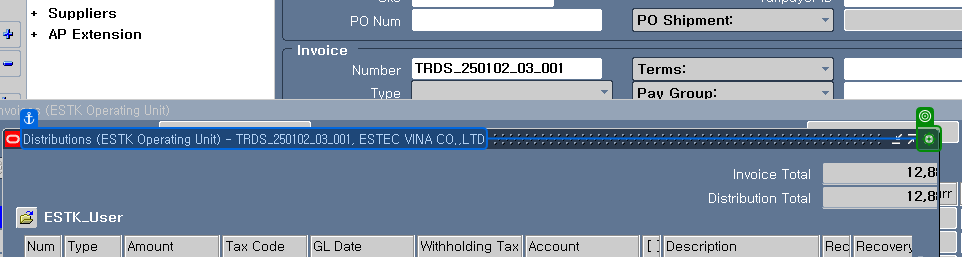 + Suppliers
+ AP Extension
PO Num
PO Shipment:
Invoice
Number TRDS_250102_03_001 Terms:
Type Pay Group:
(ESTK Operating Unit)
Distributions (ESTK Operating Unit) - TRDS_250102_03_001, ESTEC VINA CO.,LTD
Invoice Total 12,8
Distribution Total 12,8
ESTK_User
Num Type Amount Tax Code GL Date Withholding Tax Account [ ] Description Rec Recovery